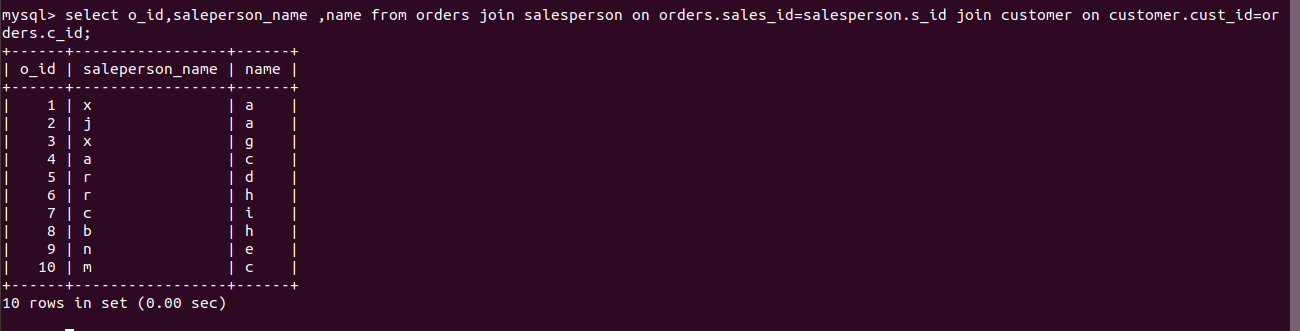 mysql> select o_id,saleperson_name ,name from orders join salesperson on orders.sales_id=salesperson.s_id join customer on customer.cust_id=or
ders.c_id;
+------+-----------------+------+
| o_id | saleperson_name | name |
+------+-----------------+------+
|    1 | x               | a    |
|    2 | j               | a    |
|    3 | x               | g    |
|    4 | a               | c    |
|    5 | r               | d    |
|    6 | r               | h    |
|    7 | c               | i    |
|    8 | b               | h    |
|    9 | n               | e    |
|   10 | m               | c    |
+------+-----------------+------+
10 rows in set (0.00 sec)